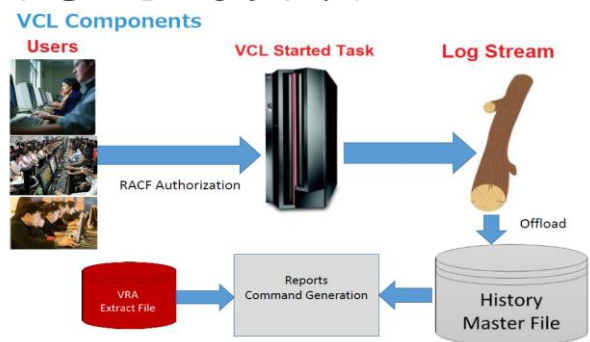 VCL Components
Users
VCL Started Task
Log Stream
RACF Authorization
Offload
VRA
Extract File
Reports
Command Generation
History
Master File